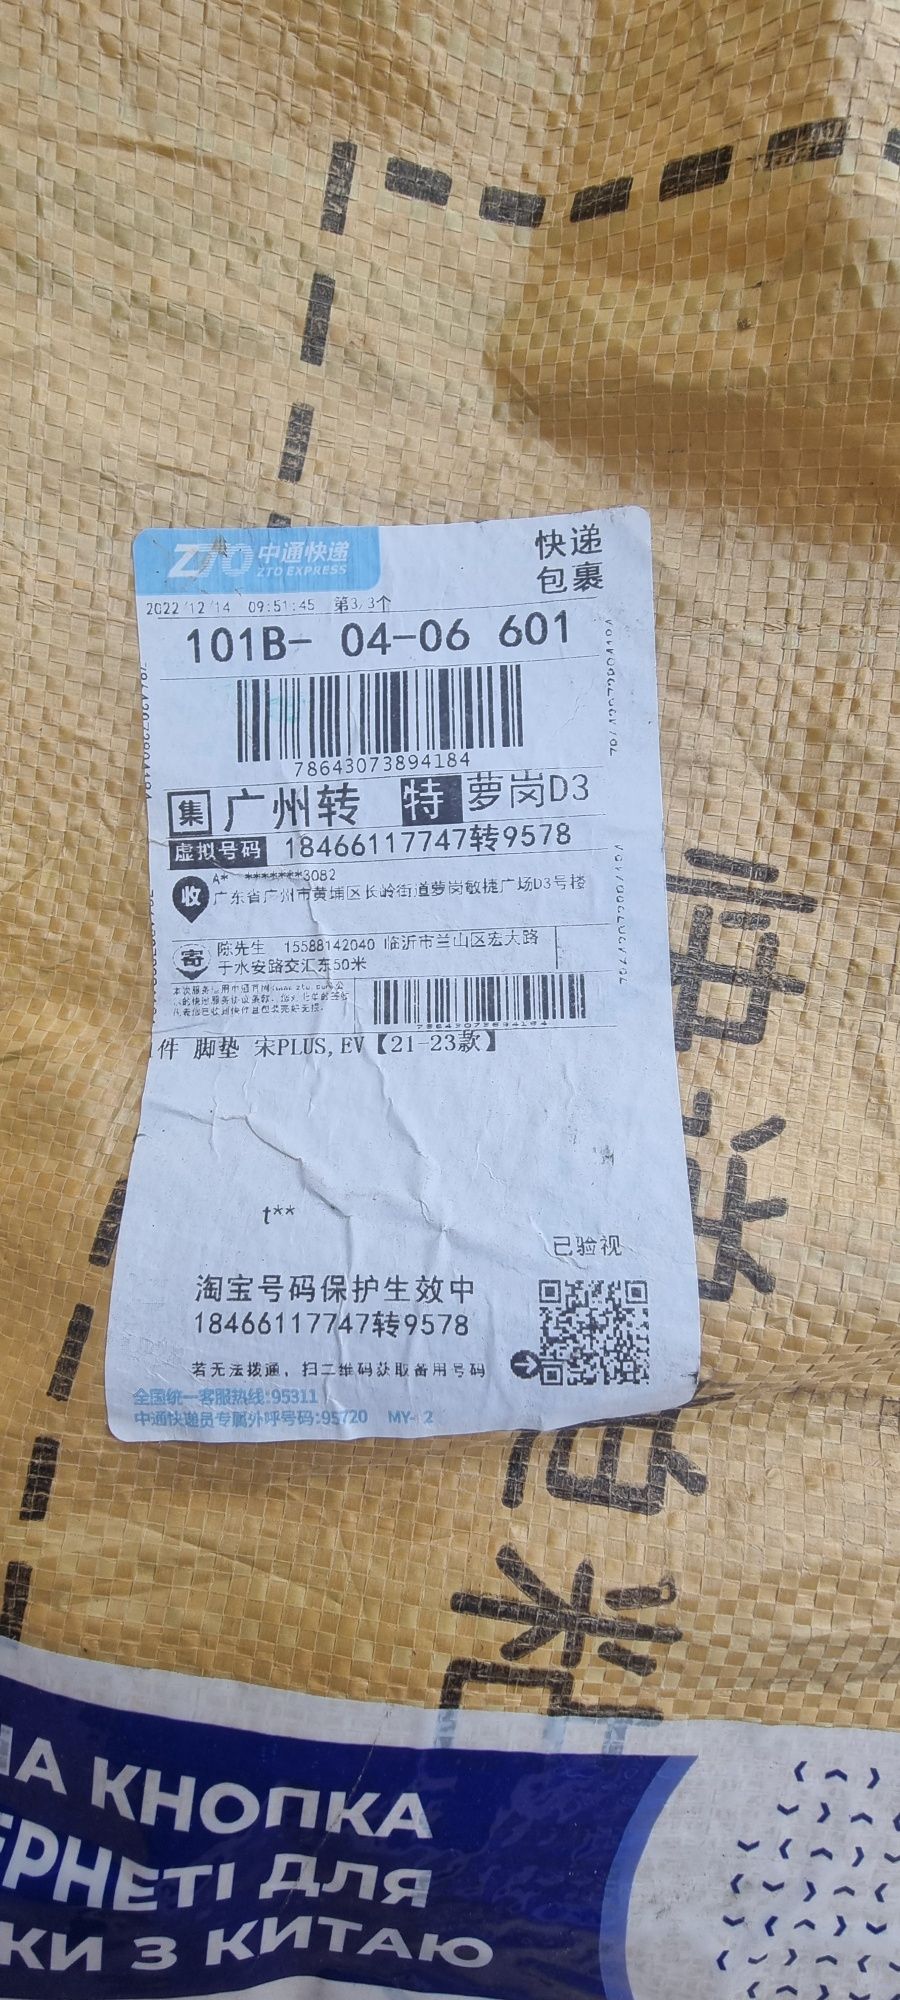 ZTO 中通快递
ZTO EXPRESS
快递
包裹
2022/12/14 09:51:45 第3/3个
101B- 04-06 601
78643073894184
集 广州转 特 萝岗D3
虚拟号码 18466117747转9578
收 A* *******3082
广东省广州市黄埔区长岭街道萝岗敏捷广场D3号楼
寄 陈先生 15588142040 临沂市兰山区宏大路
于水安路交汇东50米
78643073894184
件 脚垫 宋PLUS,EV【21-23款】
t**
已验视
淘宝号码保护生效中
18466117747转9578
若无法拨通，扫二维码获取备用号码
全国统一客服热线:95311
中通快递员专属外呼号码:95720 MY- 2
КНОПКА
ДЛЯ
З КИТАЮ